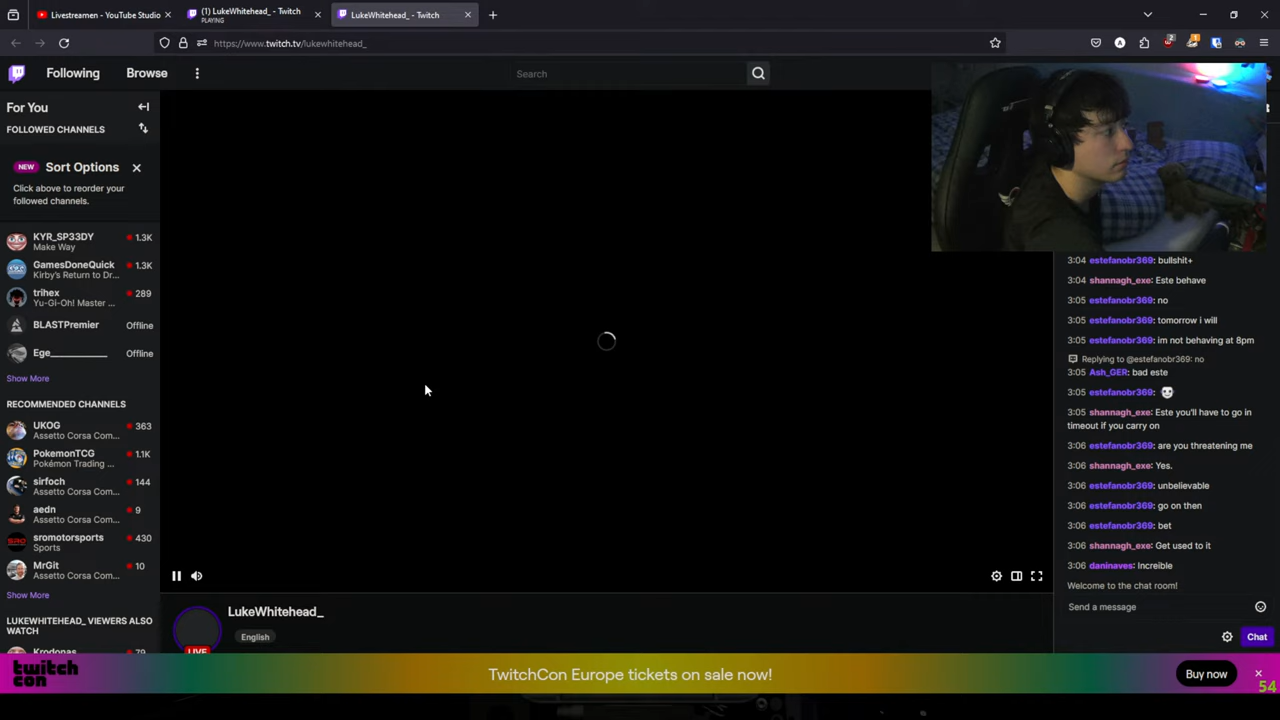 Livestreamen - YouTube Studio
(1) LukeWhitehead_ - Twitch
PLAYING
LukeWhitehead_ - Twitch
https://www.twitch.tv/lukewhitehead_
2
1
Following
Browse
Search
For You
FOLLOWED CHANNELS
NEW Sort Options
Click above to reorder your
followed channels.
KYR_SP33DY 1.3K
Make Way
GamesDoneQuick 1.3K
Kirby's Return to Dr...
trihex 289
Yu-Gi-Oh! Master ...
BLASTPremier Offline
Ege___________ Offline
Show More
RECOMMENDED CHANNELS
UKOG 363
Assetto Corsa Com...
PokemonTCG 1.1K
Pokémon Trading ...
sirfoch 144
Assetto Corsa Com...
aedn 9
Assetto Corsa Com...
sromotorsports 430
Sports
MrGit 10
Assetto Corsa Com...
Show More
LUKEWHITEHEAD_ VIEWERS ALSO
WATCH
Krodonas 79
LukeWhitehead_
English
LIVE
3:04 estefanobr369: bullshit+
3:04 shannagh_exe: Este behave
3:05 estefanobr369: no
3:05 estefanobr369: tomorrow i will
3:05 estefanobr369: im not behaving at 8pm
Replying to @estefanobr369: no
3:05 Ash_GER: bad este
3:05 estefanobr369:
3:05 shannagh_exe: Este you'll have to go in
timeout if you carry on
3:06 estefanobr369: are you threatening me
3:06 shannagh_exe: Yes.
3:06 estefanobr369: unbelievable
3:06 estefanobr369: go on then
3:06 estefanobr369: bet
3:06 shannagh_exe: Get used to it
3:06 daninaves: Increible
Welcome to the chat room!
Send a message
Chat
twitch
con
TwitchCon Europe tickets on sale now!
Buy now
54